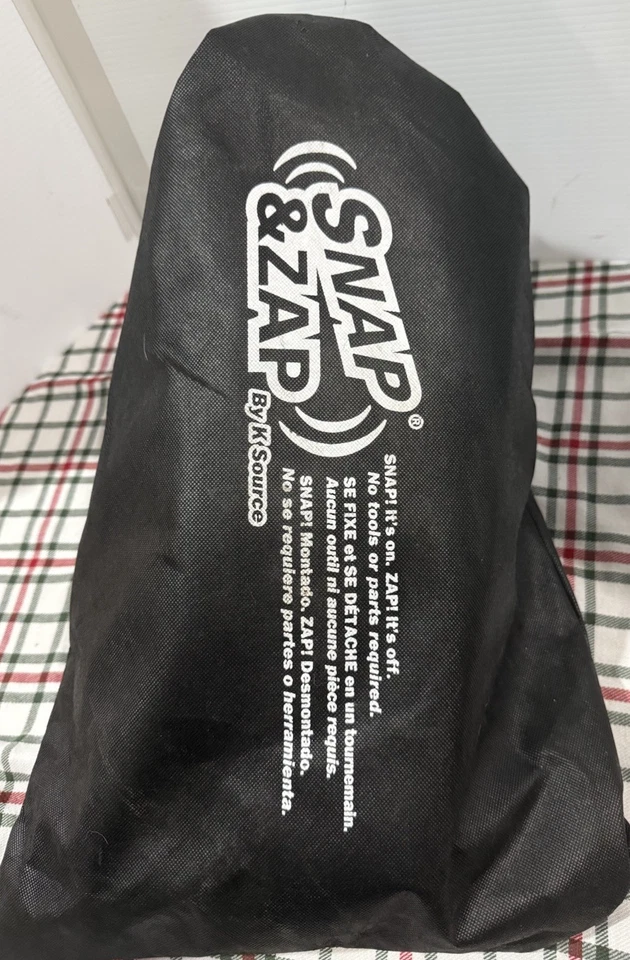 SNAP®
& ZAP
By K Source
SNAP! It's on. ZAP! It's off.
No tools or parts required.
SE FIXE et SE DÉTACHE en un tournemain.
Aucun outil ni aucune pièce requis.
SNAP! Montado. ZAP! Desmontado.
No se requiere partes o herramienta.